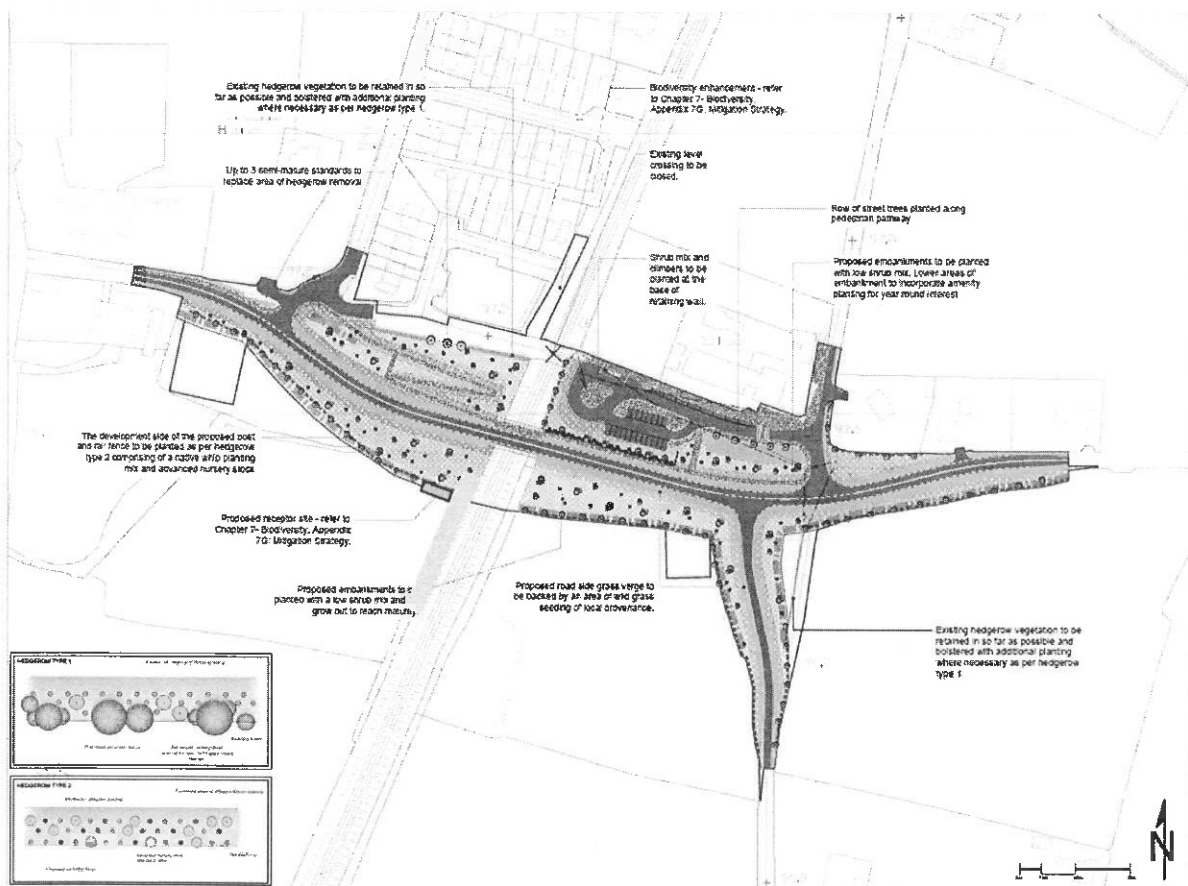 Existing hedgerow vegetation to be retained in so
far as possible and bolstered with additional planting
where necessary as per hedgerow type 1.
Biodiversity enhancement - refer
to Chapter 7- Biodiversity
Appendix 7G: Mitigation Strategy.
Up to 3 semi-mature standards to
replace area of hedgerow removal
Existing level
crossing to be
closed.
Row of street trees planted along
pedestrian pathway
Shrub mix and
climbers to be
planted at the
base of
retaining wall.
Proposed embankments to be planted
with low shrub mix. Lower areas of
embankment to incorporate amenity
planting for year round interest
The development side of the proposed post
and rail fence to be planted as per hedgerow
type 2 comprising of a native whip planting
mix and advanced nursery stock
Proposed receptor site - refer to
Chapter 7- Biodiversity, Appendix
7G: Mitigation Strategy.
Proposed embankments to
planted with a low shrub mix and
grow out to reach mature
Proposed road side grass verge to
be backed by an area of and grass
seeding of local provenance.
Existing hedgerow vegetation to be
retained in so far as possible and
bolstered with additional planting
where necessary as per hedgerow
type 1
HEDGEROW TYPE 1
HEDGEROW TYPE 2
N